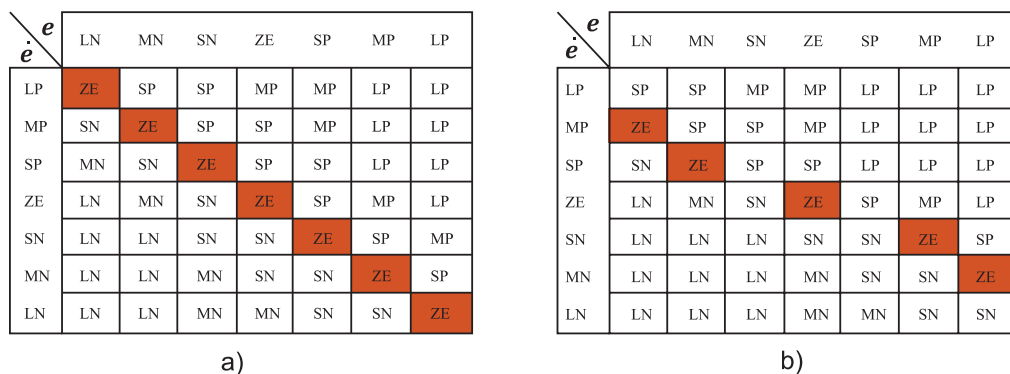 e LN MN SN ZE SP MP LP
ė
LP ZE SP SP MP MP LP LP
MP SN ZE SP SP MP LP LP
SP MN SN ZE SP SP LP LP
ZE LN MN SN ZE SP MP LP
SN LN LN SN SN ZE SP MP
MN LN LN MN SN SN ZE SP
LN LN LN MN MN SN SN ZE
a)
e LN MN SN ZE SP MP LP
ė
LP SP SP MP MP LP LP LP
MP ZE SP SP MP LP LP LP
SP SN ZE SP SP LP LP LP
ZE LN MN SN ZE SP MP LP
SN LN LN LN SN SN ZE SP
MN LN LN LN MN SN SN ZE
LN LN LN LN MN MN SN SN
b)